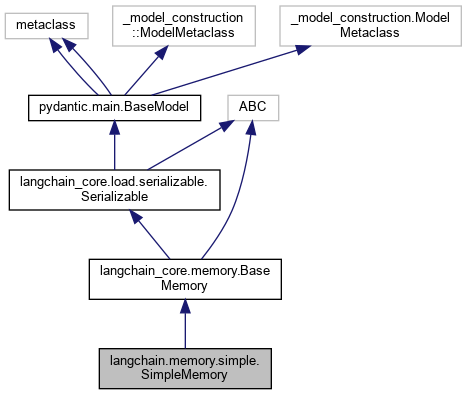 metaclass
_model_construction
::ModelMetaclass
_model_construction.Model
Metaclass
pydantic.main.BaseModel
ABC
langchain_core.load.serializable.
Serializable
langchain_core.memory.Base
Memory
langchain.memory.simple.
SimpleMemory